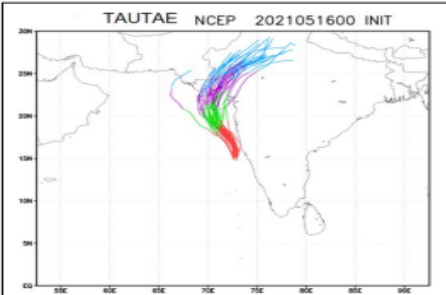 TAUTAE NCEP 2021051600 INIT
30N
25N
20N
15N
10N
5N
EQ
55E 60E 65E 70E 75E 80E 85E 90E